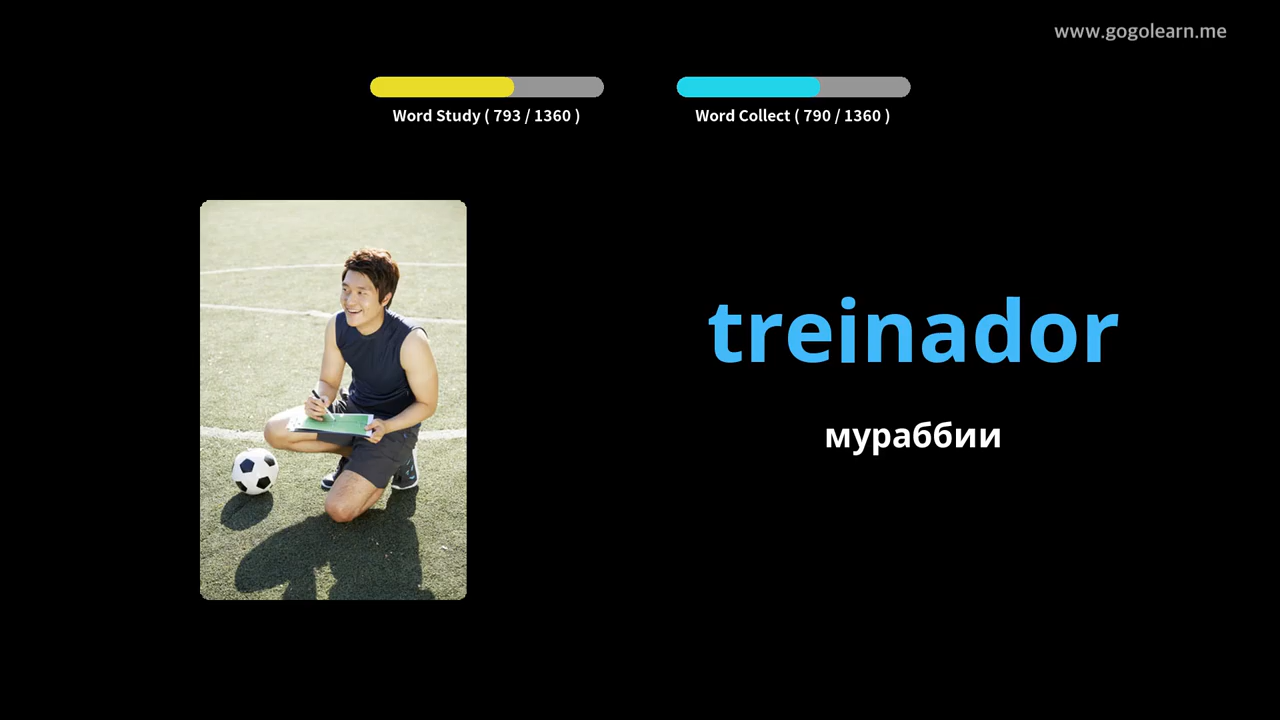 www.gogolearn.me
Word Study ( 793 / 1360 )
Word Collect ( 790 / 1360 )
treinador
мураббии